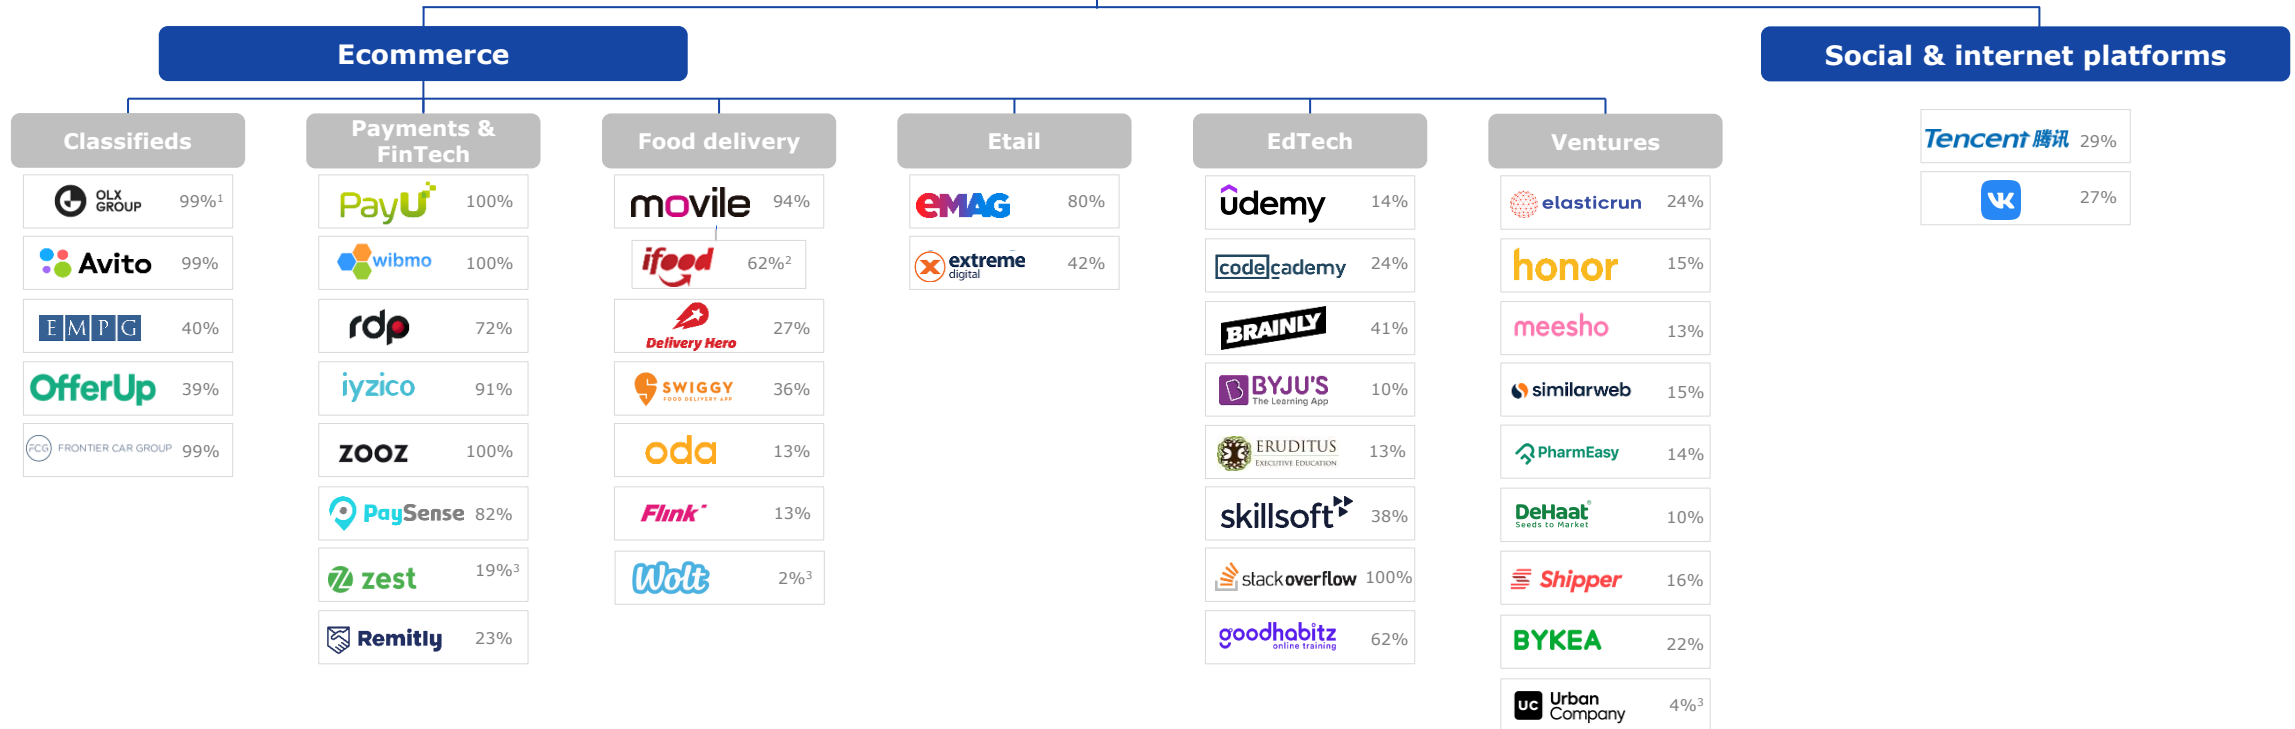 Ecommerce
Social & internet platforms
Classifieds
OLX
GROUP
99%¹
Avito
99%
EMPG
40%
OfferUp
39%
FCG FRONTIER CAR GROUP
99%
Payments &
FinTech
PayU
100%
wibmo
100%
rdp
72%
iyzico
91%
zooz
100%
PaySense
82%
zest
19%³
Remitly
23%
Food delivery
movile
94%
ifood
62%²
Delivery Hero
27%
SWIGGY
FOOD DELIVERY APP
36%
oda
13%
Flink
13%
Wolt
2%³
Etail
eMAG
80%
extreme
digital
42%
EdTech
udemy
14%
codecademy
24%
BRAINLY
41%
BYJU'S
The Learning App
10%
ERUDITUS
EXECUTIVE EDUCATION
13%
skillsoft
38%
stackoverflow
100%
goodhabitz
online training
62%
Ventures
elasticrun
24%
honor
15%
meesho
13%
similarweb
15%
PharmEasy
14%
DeHaat
Seeds to Market
10%
Shipper
16%
BYKEA
22%
UC
Urban
Company
4%³
Tencent 腾讯
29%
VK
27%